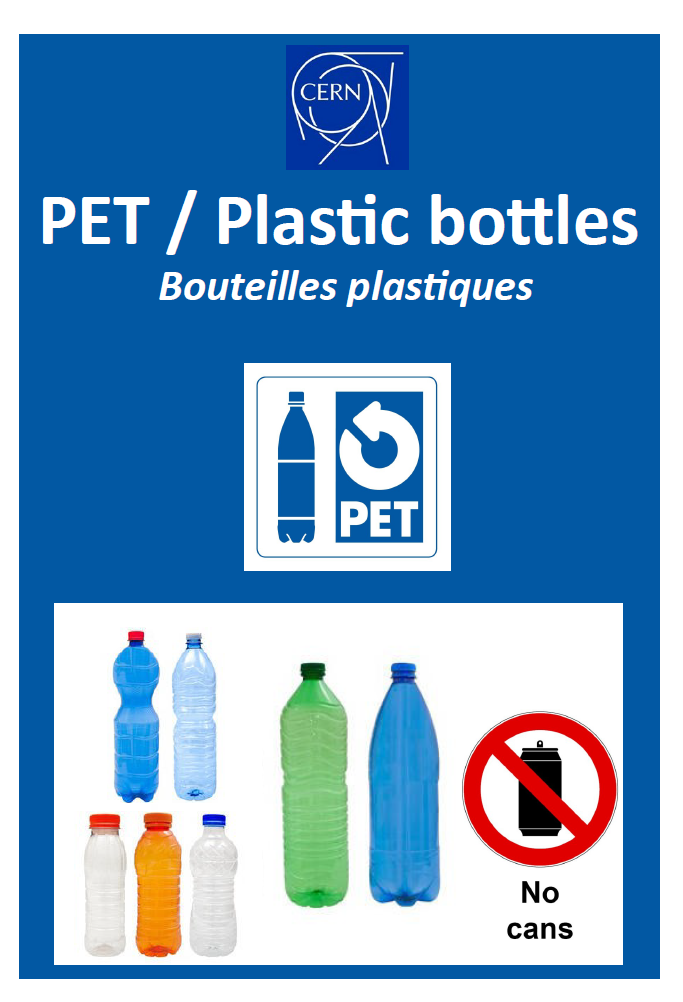 CERN
PET / Plastic bottles
Bouteilles plastiques
PET
No
cans